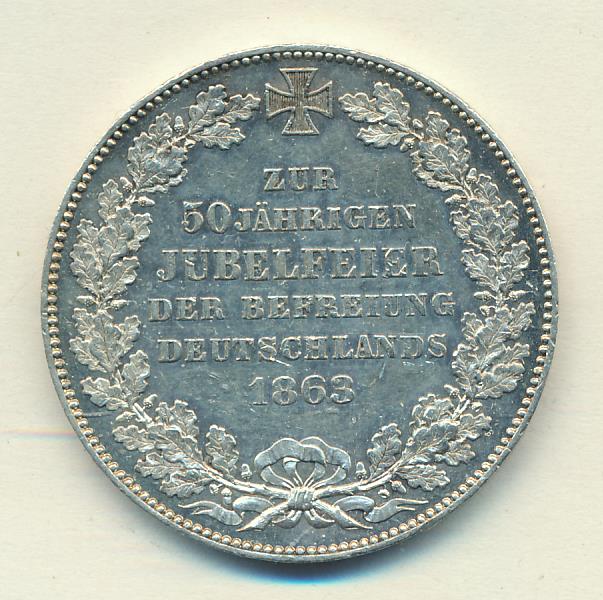 ZUR
50 JÄHRIGEN
JUBELFEIER
DER BEFREIUNG
DEUTSCHLANDS
1863